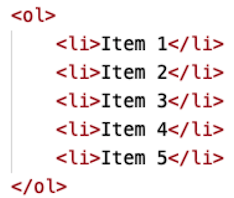 <ol>
    <li>Item 1</li>
    <li>Item 2</li>
    <li>Item 3</li>
    <li>Item 4</li>
    <li>Item 5</li>
</ol>